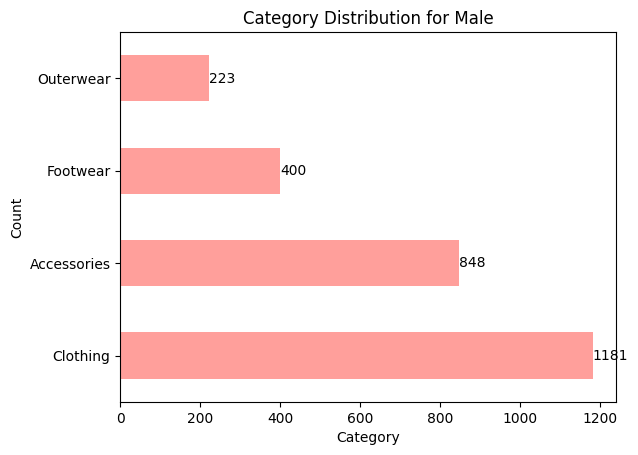 Category Distribution for Male
Outerwear
223
Footwear
400
Count
Accessories
848
Clothing
1181
0 200 400 600 800 1000 1200
Category